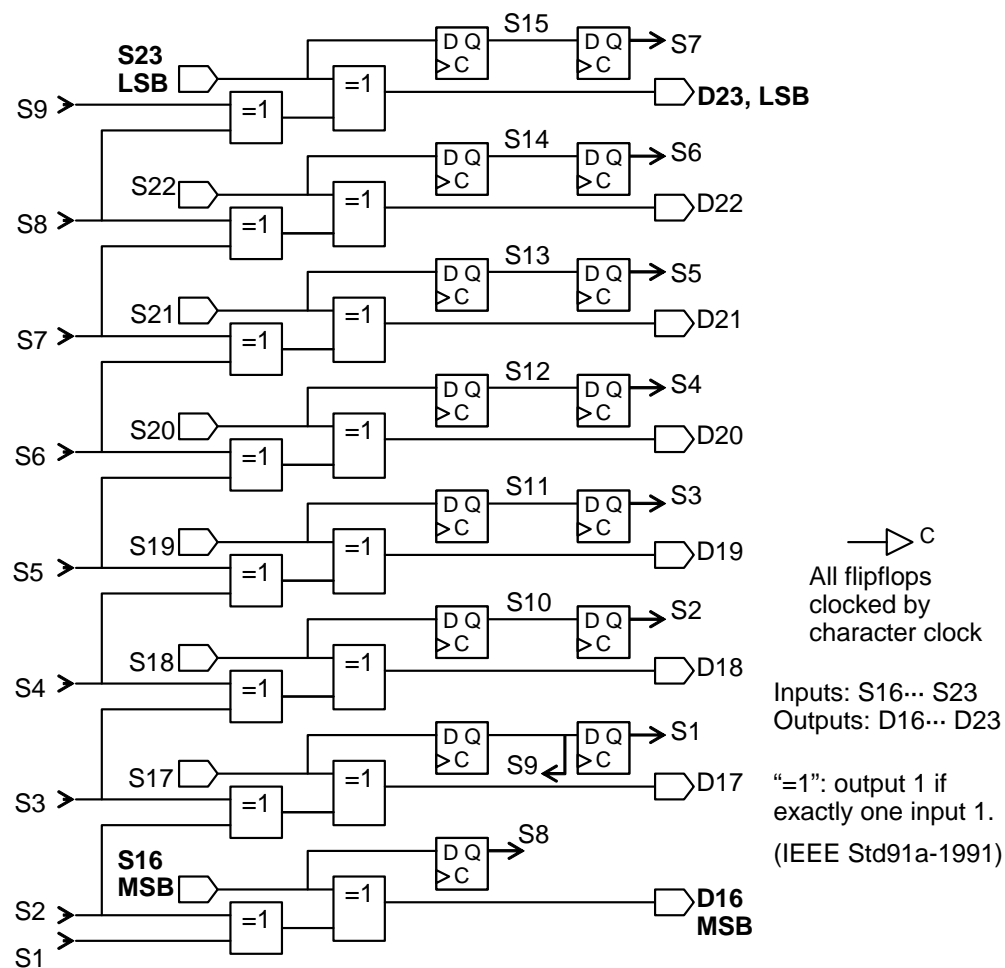 S15
D Q
C
D Q
C
S7
S23
LSB
=1
D23, LSB
S9
=1
S14
D Q
C
D Q
C
S6
S22
=1
D22
S8
=1
S13
D Q
C
D Q
C
S5
S21
=1
D21
S7
=1
S12
D Q
C
D Q
C
S4
S20
=1
D20
S6
=1
S11
D Q
C
D Q
C
S3
S19
=1
D19
S5
=1
S10
D Q
C
D Q
C
S2
S18
=1
D18
S4
=1
D Q
C
S9
D Q
C
S1
S17
=1
D17
S3
=1
D Q
C
S8
S16
MSB
=1
D16
MSB
S2
=1
S1
C
All flipflops
clocked by
character clock
Inputs: S16··· S23
Outputs: D16··· D23
“=1”: output 1 if
exactly one input 1.
(IEEE Std91a-1991)